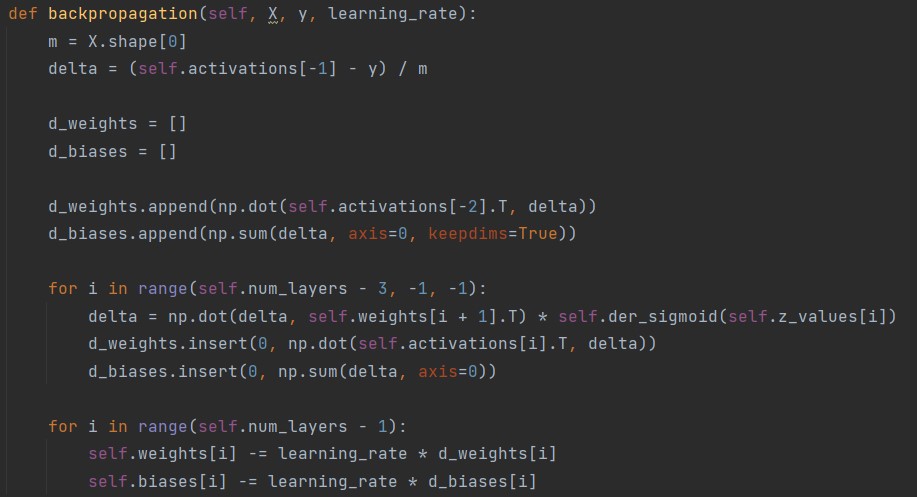 def backpropagation(self, X, y, learning_rate):
    m = X.shape[0]
    delta = (self.activations[-1] - y) / m

    d_weights = []
    d_biases = []

    d_weights.append(np.dot(self.activations[-2].T, delta))
    d_biases.append(np.sum(delta, axis=0, keepdims=True))

    for i in range(self.num_layers - 3, -1, -1):
        delta = np.dot(delta, self.weights[i + 1].T) * self.der_sigmoid(self.z_values[i])
        d_weights.insert(0, np.dot(self.activations[i].T, delta))
        d_biases.insert(0, np.sum(delta, axis=0))

    for i in range(self.num_layers - 1):
        self.weights[i] -= learning_rate * d_weights[i]
        self.biases[i] -= learning_rate * d_biases[i]